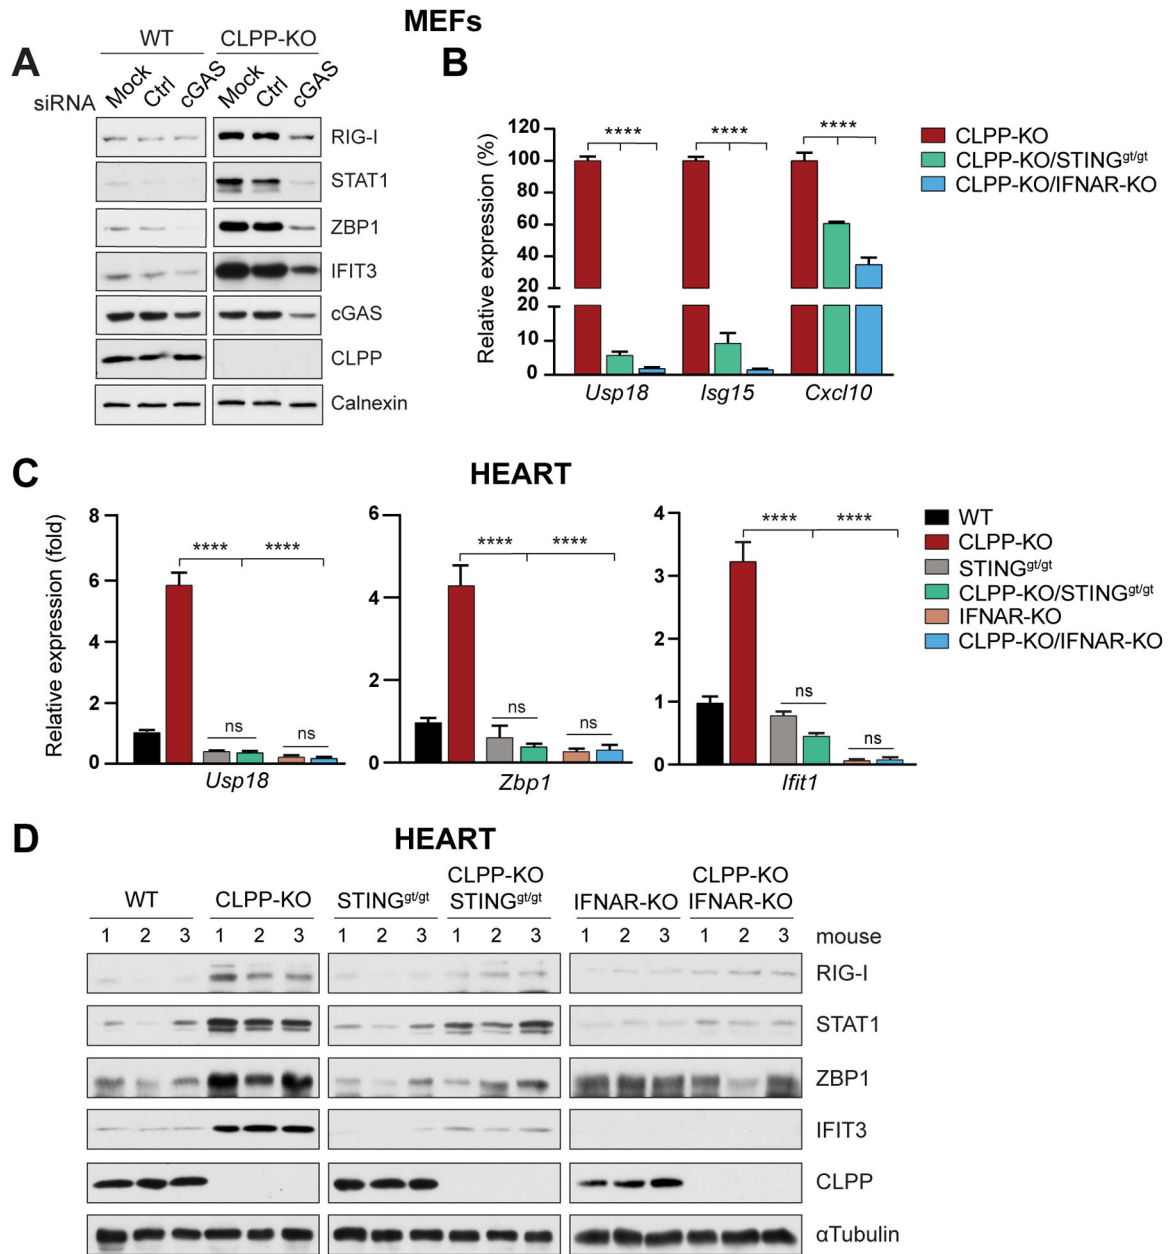 MEFs
A
WT CLPP-KO
siRNA Mock Ctrl cGAS Mock Ctrl cGAS
RIG-I
STAT1
ZBP1
IFIT3
cGAS
CLPP
Calnexin
B
Relative expression (%)
120
100
80
60
40
20
20
10
0
**** **** ****
Usp18 Isg15 Cxcl10
CLPP-KO
CLPP-KO/STINGgt/gt
CLPP-KO/IFNAR-KO
C
HEART
Relative expression (fold)
8
6
4
2
0
**** ****
ns ns
Usp18
6
4
2
0
**** ****
ns ns
Zbp1
4
3
2
1
0
**** ****
ns
ns
Ifit1
WT
CLPP-KO
STINGgt/gt
CLPP-KO/STINGgt/gt
IFNAR-KO
CLPP-KO/IFNAR-KO
D
HEART
WT CLPP-KO STINGgt/gt CLPP-KO STINGgt/gt IFNAR-KO CLPP-KO IFNAR-KO
1 2 3 1 2 3 1 2 3 1 2 3 1 2 3 1 2 3 mouse
RIG-I
STAT1
ZBP1
IFIT3
CLPP
αTubulin